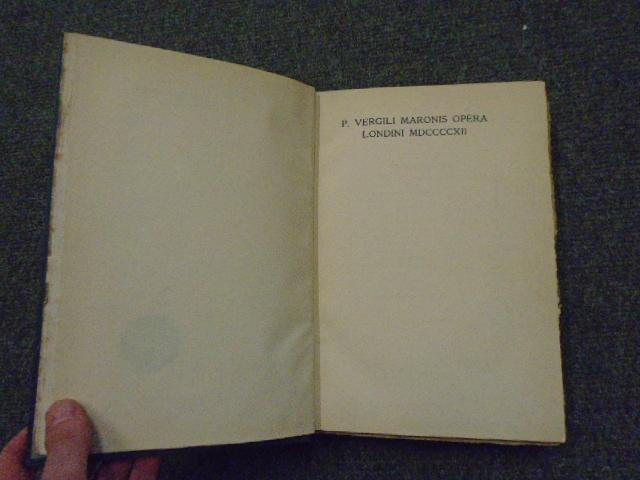 P. VERGILI MARONIS OPERA
LONDINI MDCCCCXII